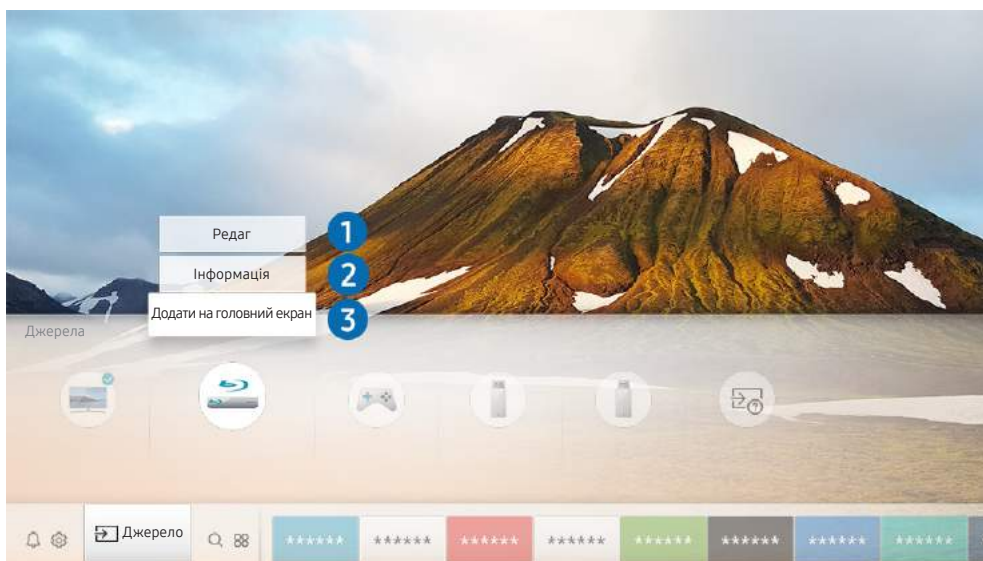 Редаг
1
Інформація
2
Додати на головний екран
3
Джерела
Джерело
****** ****** ****** ****** ****** ****** ****** ******